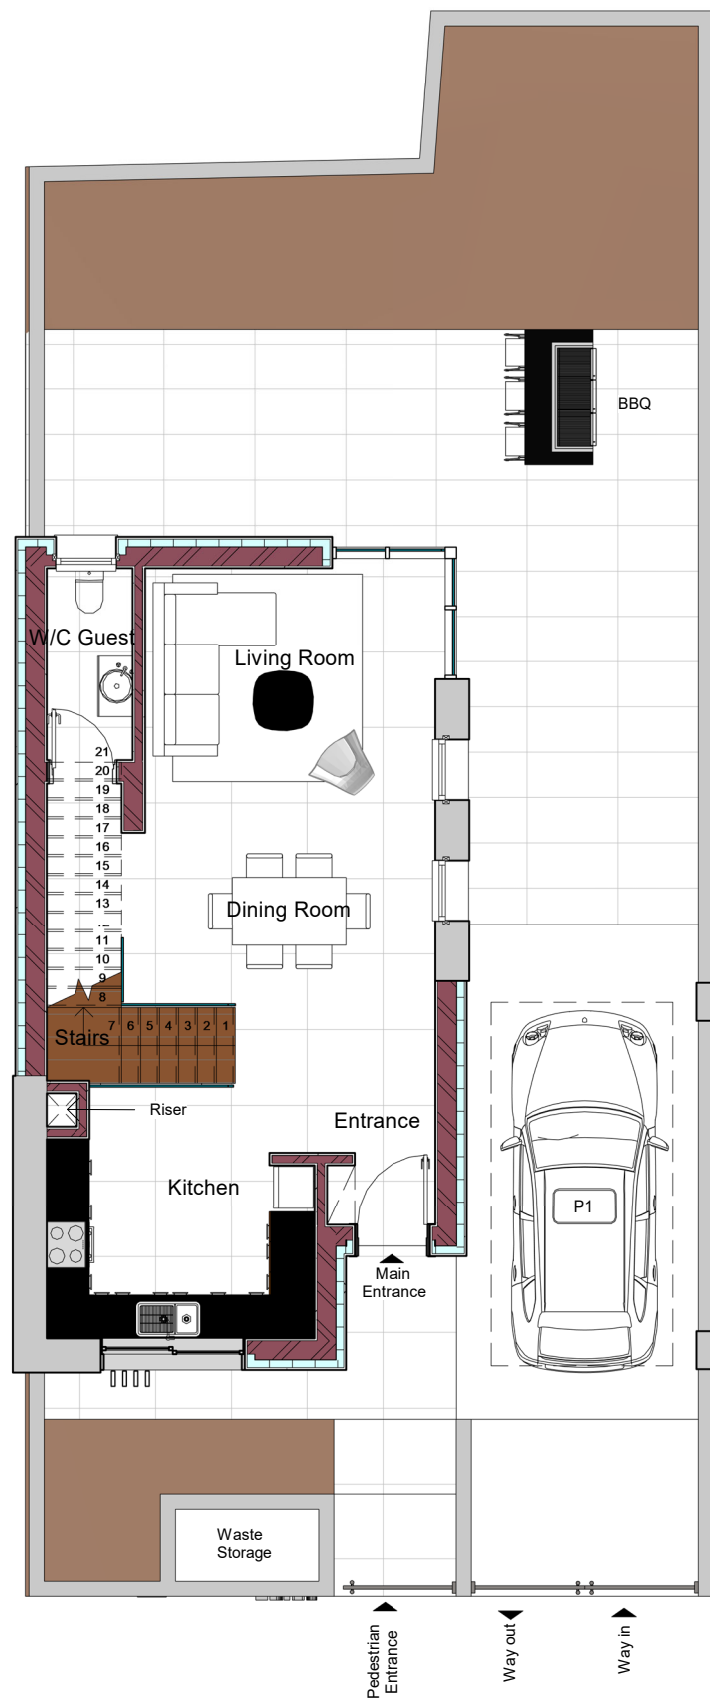 BBQ
W/C Guest
Living Room
21
20
19
18
17
16
15
14
13
11
10
9
8
Dining Room
Stairs
7 6 5 4 3 2 1
Riser
Entrance
Kitchen
P1
Main
Entrance
Waste
Storage
Pedestrian
Entrance
Way out
Way in